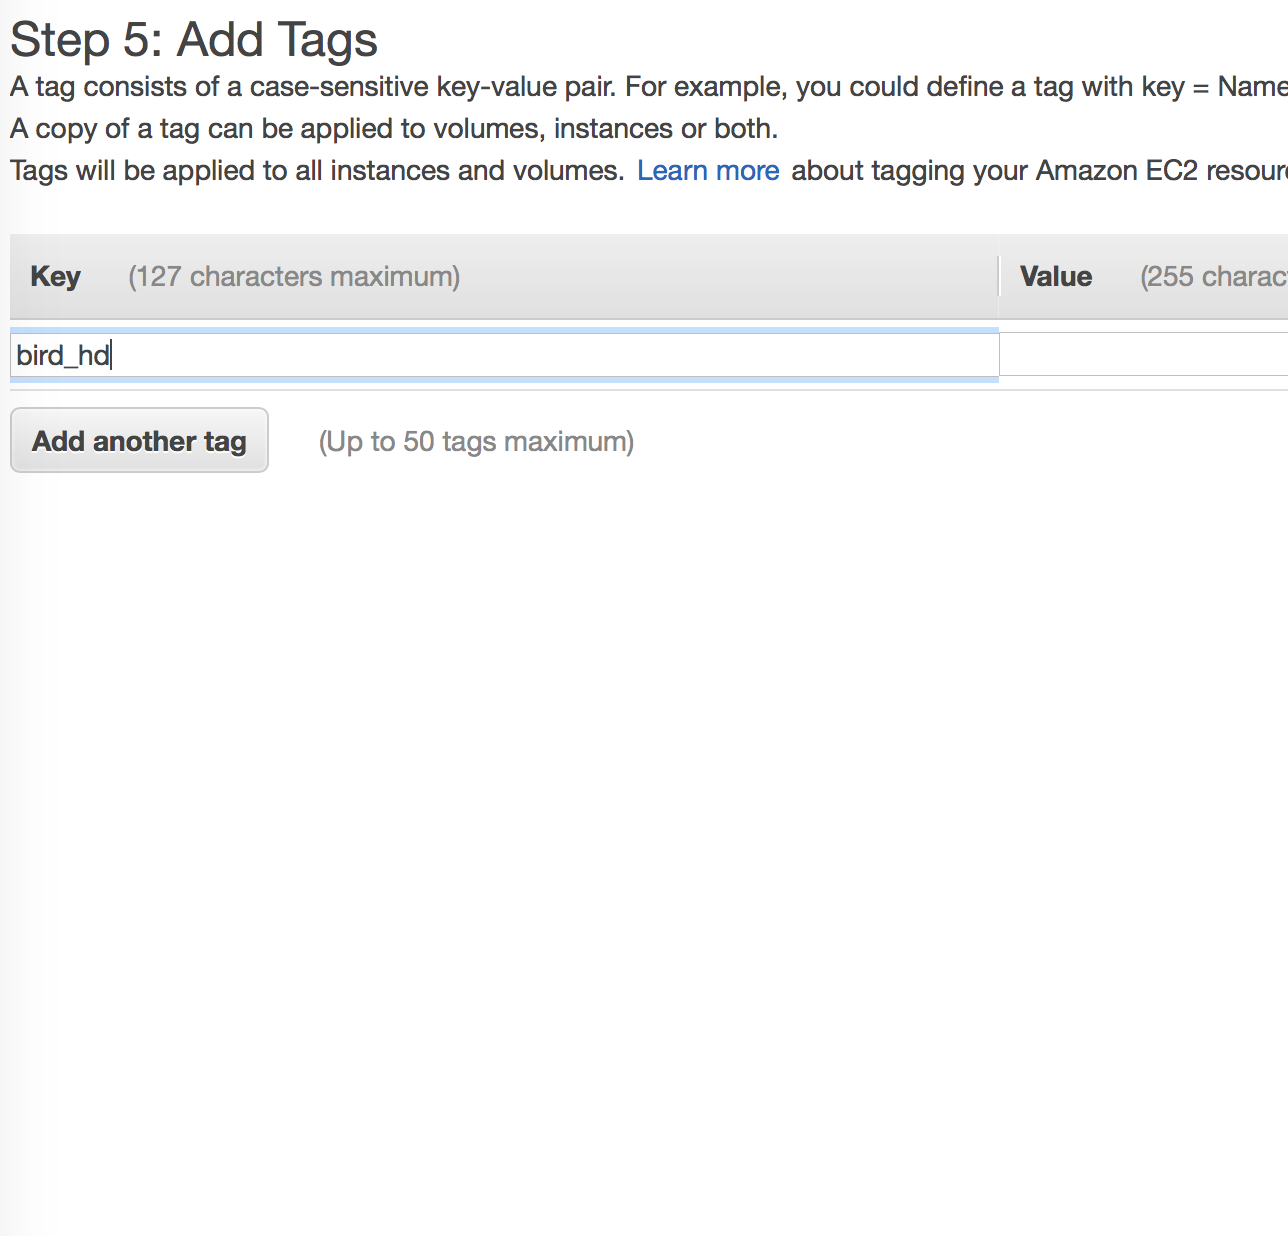 Step 5: Add Tags
A tag consists of a case-sensitive key-value pair. For example, you could define a tag with key = Name
A copy of a tag can be applied to volumes, instances or both.
Tags will be applied to all instances and volumes. Learn more about tagging your Amazon EC2
Key (127 characters maximum) Value (255
bird_hd
Add another tag (Up to 50 tags maximum)